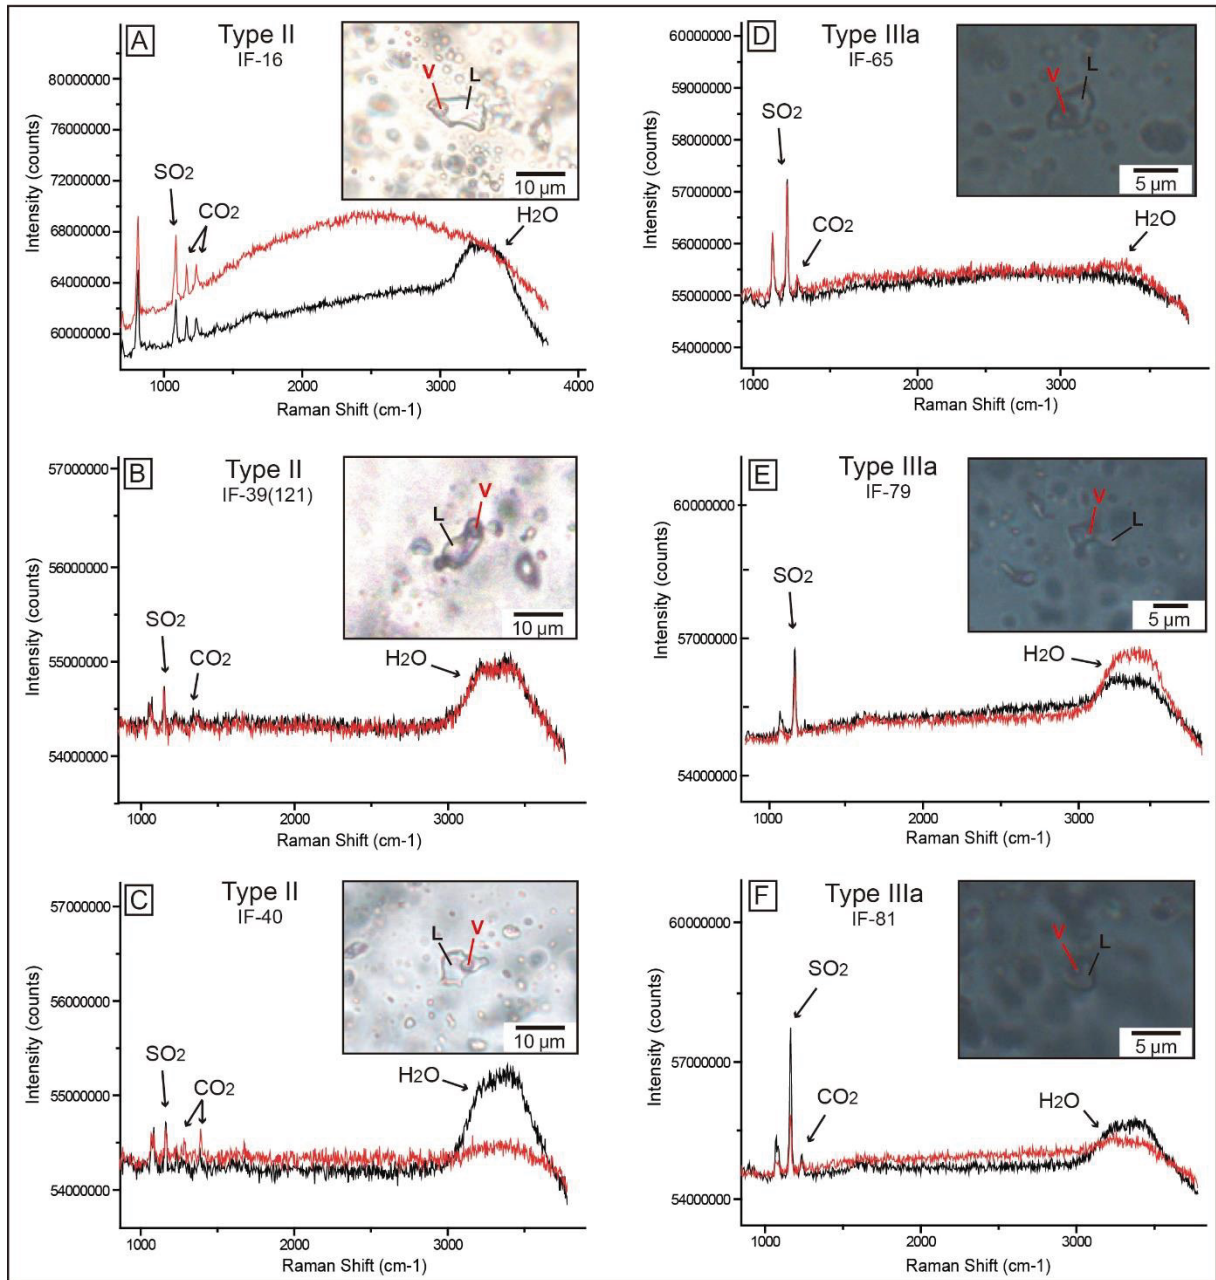 A
Type II
IF-16
Intensity (counts)
80000000
76000000
72000000
68000000
64000000
60000000
SO2
CO2
H2O
V
L
10 µm
1000 2000 3000 4000
Raman Shift (cm-1)
B
Type II
IF-39(121)
Intensity (counts)
57000000
56000000
55000000
54000000
SO2
CO2
H2O
L
V
10 µm
1000 2000 3000
Raman Shift (cm-1)
C
Type II
IF-40
Intensity (counts)
57000000
56000000
55000000
54000000
SO2
CO2
H2O
L
V
10 µm
1000 2000 3000
Raman Shift (cm-1)
D
Type IIIa
IF-65
Intensity (counts)
60000000
59000000
58000000
57000000
56000000
55000000
54000000
SO2
CO2
H2O
V
L
5 µm
1000 2000 3000
Raman Shift (cm-1)
E
Type IIIa
IF-79
Intensity (counts)
60000000
57000000
54000000
SO2
H2O
V
L
5 µm
1000 2000 3000
Raman Shift (cm-1)
F
Type IIIa
IF-81
Intensity (counts)
60000000
57000000
54000000
SO2
CO2
H2O
V
L
5 µm
1000 2000 3000
Raman Shift (cm-1)